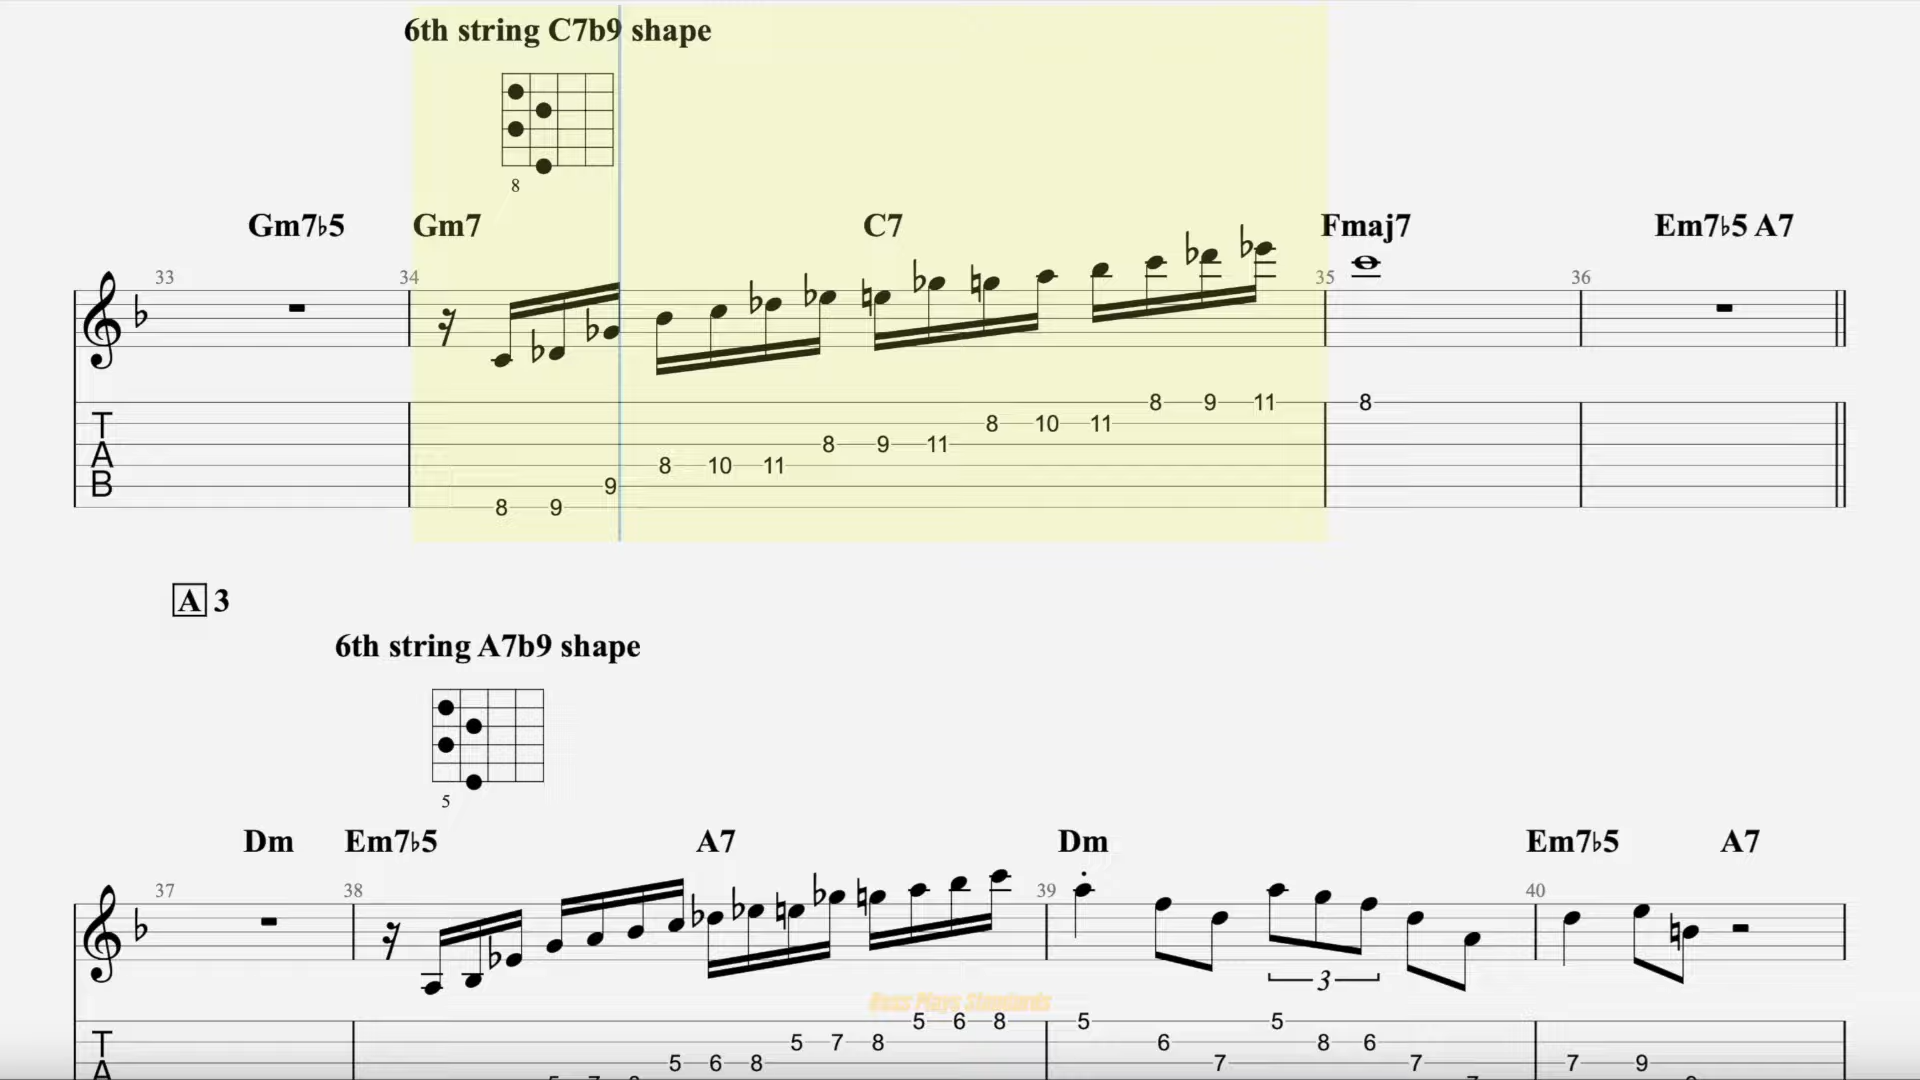 6th string C7b9 shape
8
Gm7♭5 Gm7 C7 Fmaj7 Em7♭5 A7
33 34 35 36
T 8 10 11 8 9 11 8 10 11 8 9 11 8
A
B 9
8 9
A 3
6th string A7b9 shape
5
Dm Em7♭5 A7 Dm Em7♭5 A7
37 38 39 40
3
5 6 8 5 5
T 5 7 8 6 8 6
A 5 6 8 7 7 7 9